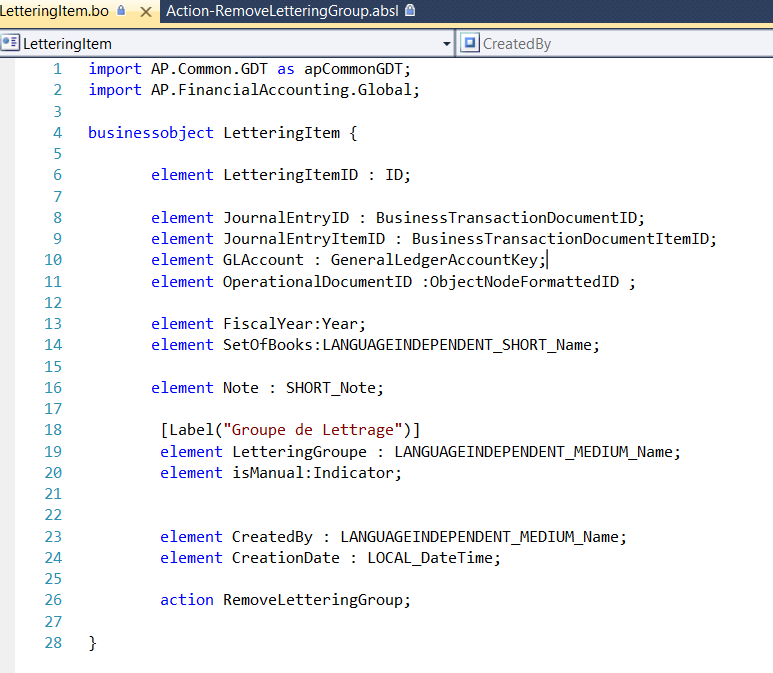 LetteringItem.bo Action-RemoveLetteringGroup.absl
LetteringItem CreatedBy
1 import AP.Common.GDT as apCommonGDT;
2 import AP.FinancialAccounting.Global;
3
4 businessobject LetteringItem {
5
6 element LetteringItemID : ID;
7
8 element JournalEntryID : BusinessTransactionDocumentID;
9 element JournalEntryItemID : BusinessTransactionDocumentItemID;
10 element GLAccount : GeneralLedgerAccountKey;
11 element OperationalDocumentID :ObjectNodeFormattedID ;
12
13 element FiscalYear:Year;
14 element SetOfBooks:LANGUAGEINDEPENDENT_SHORT_Name;
15
16 element Note : SHORT_Note;
17
18 [Label("Groupe de Lettrage")]
19 element LetteringGroupe : LANGUAGEINDEPENDENT_MEDIUM_Name;
20 element isManual:Indicator;
21
22
23 element CreatedBy : LANGUAGEINDEPENDENT_MEDIUM_Name;
24 element CreationDate : LOCAL_DateTime;
25
26 action RemoveLetteringGroup;
27
28 }